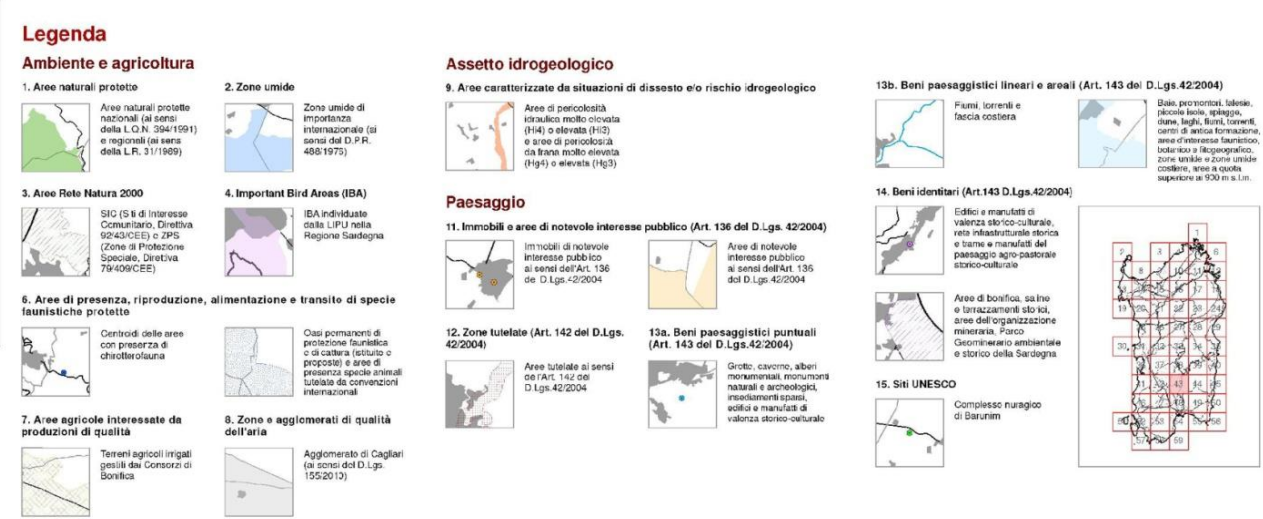 Legenda
Ambiente e agricoltura
1. Aree naturali protette
Aree naturali protette
nazionali (ai sensi
della L.Q.N. 394/1991)
e regionali (ai sens
della L.R. 31/1989)
2. Zone umide
Zone umide di
importanza
internazionale (ai
sensi del D.P.R.
488/1976)
3. Aree Rete Natura 2000
SIC (Siti di Interesse
Comunitario, Direttiva
92/43/CEE) e ZPS
(Zone di Protezione
Speciale, Direttiva
79/409/CEE)
4. Important Bird Areas (IBA)
IBA individuate
dalla LIPU nella
Regione Sardegna
6. Aree di presenza, riproduzione, alimentazione e transito di specie
faunistiche protette
Centroidi delle aree
con presenza di
chirotterofauna
Oasi permanenti di
protezione faunistica
e di cattura (istituite e
proposte) e aree di
presenza specie animali
tutelate da convenzioni
internazionali
7. Aree agricole interessate da
produzioni di qualità
Terreni agricoli irrigati
gestiti dai Consorzi di
Bonifica
8. Zone e agglomerati di qualità
dell'aria
Agglomerato di Cagliari
(ai sensi del D.Lgs.
155/2010)
Assetto idrogeologico
9. Aree caratterizzate da situazioni di dissesto e/o rischio idrogeologico
Aree di pericolosità
idraulica molto elevata
(Hi4) o elevata (Hi3)
e aree di pericolosità
da frana molto elevata
(Hg4) o elevata (Hg3)
Paesaggio
11. Immobili e aree di notevole interesse pubblico (Art. 136 del D.Lgs. 42/2004)
Immobili di notevole
interesse pubblico
ai sensi dell'Art. 136
del D.Lgs.42/2004
Aree di notevole
interesse pubblico
ai sensi dell'Art. 136
del D.Lgs.42/2004
12. Zone tutelate (Art. 142 del D.Lgs.
42/2004)
Aree tutelate ai sensi
dell'Art. 142 del
D.Lgs.42/2004
13a. Beni paesaggistici puntuali
(Art. 143 del D.Lgs.42/2004)
Grotte, caverne, alberi
monumentali, monumenti
naturali e archeologici,
insediamenti sparsi,
edifici e manufatti di
valenza storico-culturale
13b. Beni paesaggistici lineari e areali (Art. 143 del D.Lgs.42/2004)
Fiumi, torrenti e
fascia costiera
Baie, promontori, falesie,
piccole isole, spiagge,
dune, laghi, fiumi, torrenti,
centri di antica formazione,
aree d'interesse faunistico,
botanico e fitogeografico,
zone umide e zone umide
costiere, aree a quota
superiore ai 900 m s.l.m.
14. Beni identitari (Art.143 D.Lgs.42/2004)
Edifici e manufatti di
valenza storico-culturale,
rete infrastrutturale storica
e trame e manufatti del
paesaggio agro-pastorale
storico-culturale
Aree di bonifica, saline
e terrazzamenti storici,
aree dell'organizzazione
mineraria, Parco
Geominerario ambientale
e storico della Sardegna
15. Siti UNESCO
Complesso nuragico
di Barunim
1
2 3 6